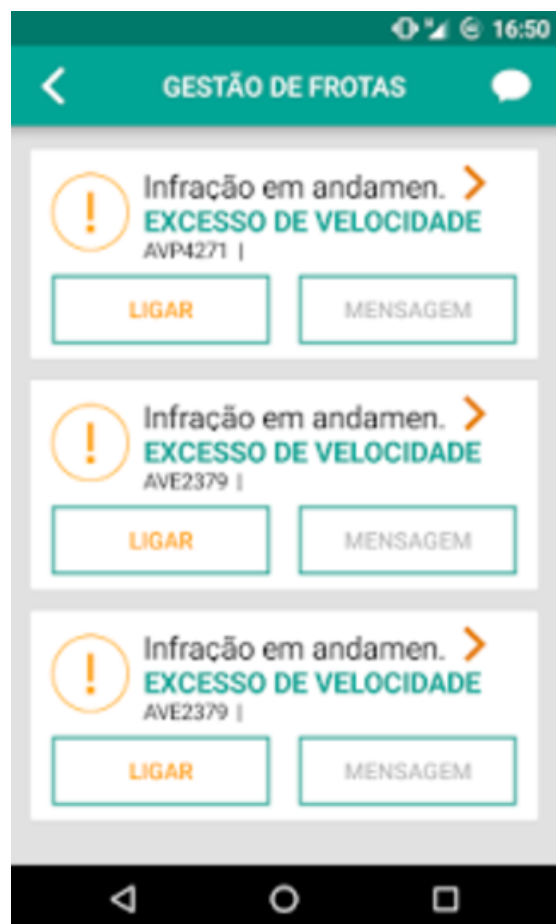 16:50
GESTÃO DE FROTAS
Infração em andamen.
EXCESSO DE VELOCIDADE
AVP4271 |
LIGAR MENSAGEM
Infração em andamen.
EXCESSO DE VELOCIDADE
AVE2379 |
LIGAR MENSAGEM
Infração em andamen.
EXCESSO DE VELOCIDADE
AVE2379 |
LIGAR MENSAGEM